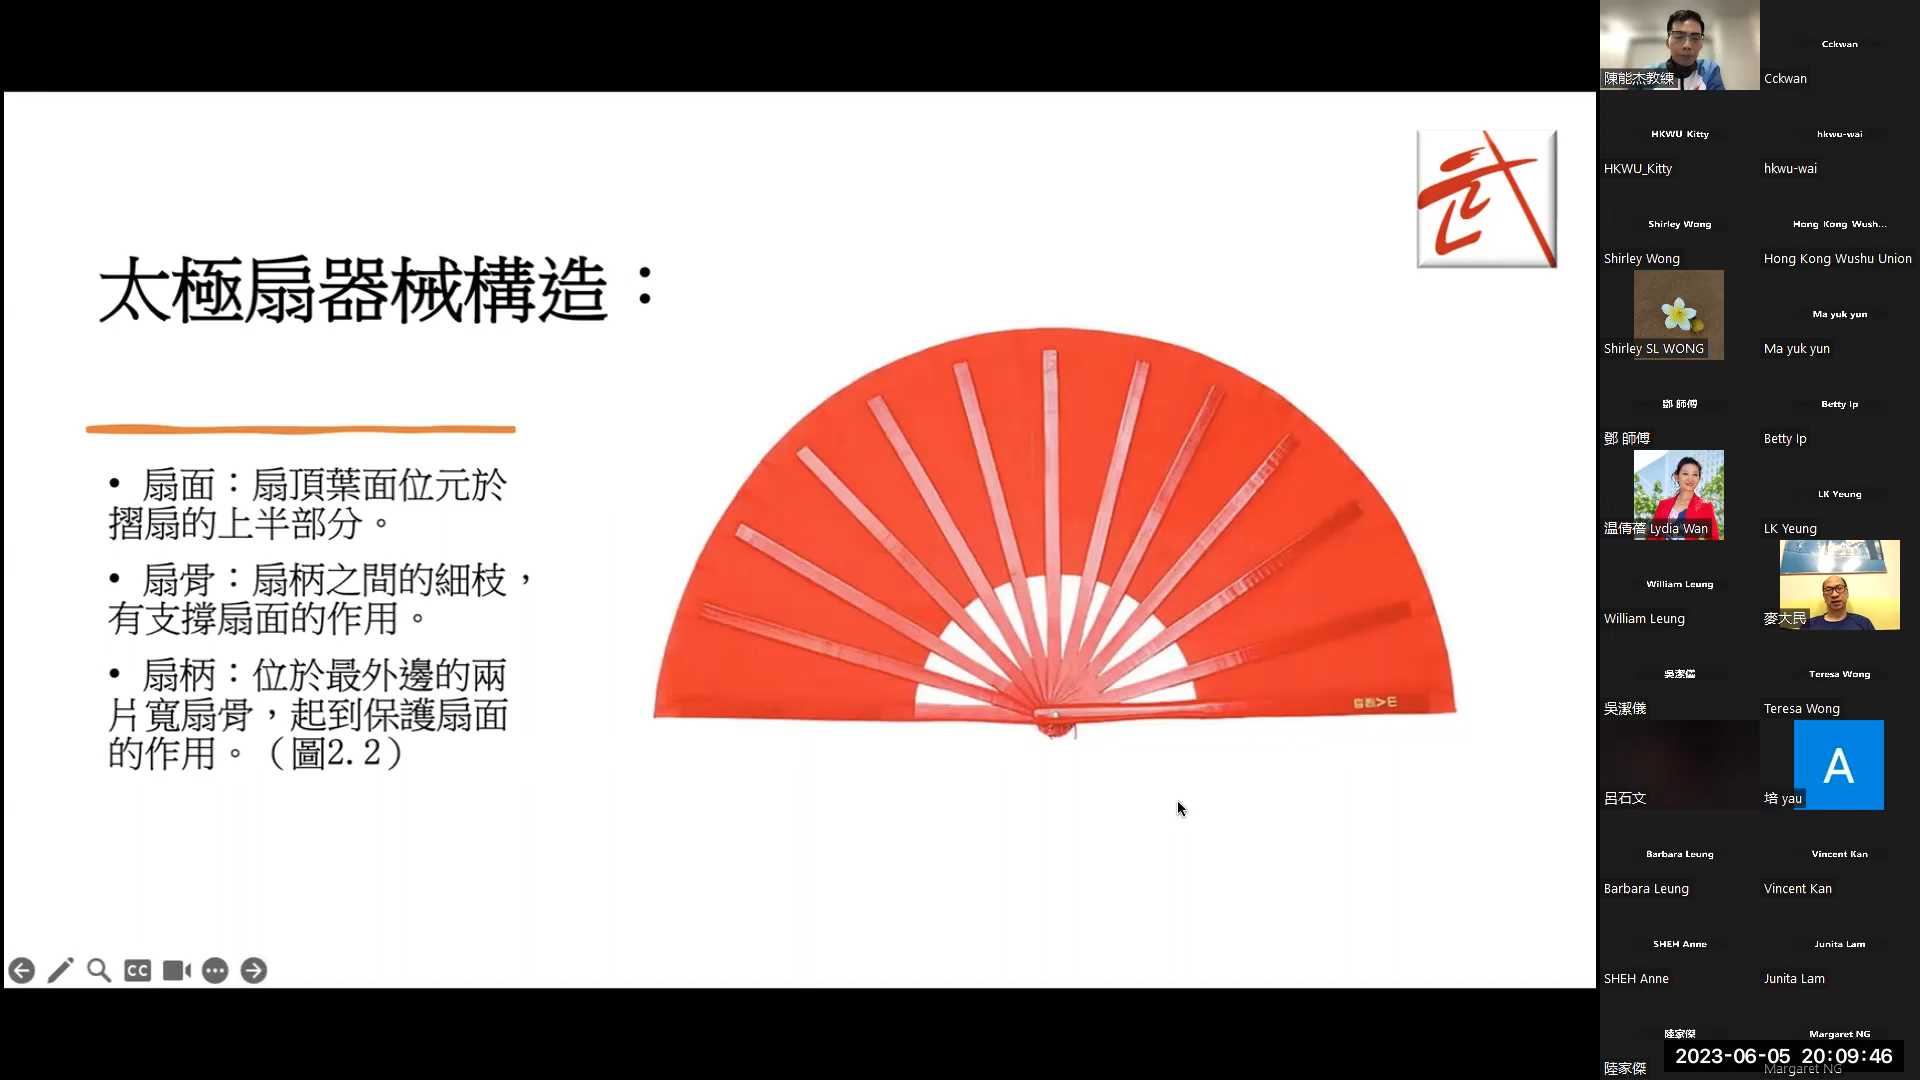 太極扇器械構造：
• 扇面：扇頂葉面位元於
摺扇的上半部分。
• 扇骨：扇柄之間的細枝，
有支撐扇面的作用。
• 扇柄：位於最外邊的兩
片寬扇骨，起到保護扇面
的作用。（圖2.2）
武
CC
陳能杰教練
Cckwan
Cckwan
HKWU_Kitty
HKWU_Kitty
hkwu-wai
hkwu-wai
Shirley Wong
Shirley Wong
Hong Kong Wush...
Hong Kong Wushu Union
Shirley SL WONG
Ma yuk yun
Ma yuk yun
鄧 師傅
鄧 師傅
Betty Ip
Betty Ip
温倩蓓 Lydia Wan
LK Yeung
LK Yeung
William Leung
William Leung
麥大民
吳潔儀
吳潔儀
Teresa Wong
Teresa Wong
呂石文
A
培 yau
Barbara Leung
Barbara Leung
Vincent Kan
Vincent Kan
SHEH Anne
SHEH Anne
Junita Lam
Junita Lam
陸家傑
陸家傑
Margaret NG
Margaret NG
2023-06-05 20:09:46